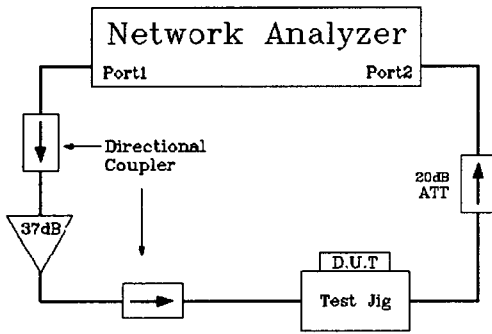 Network Analyzer
Port1
Port2
Directional
Coupler
20dB
ATT
37dB
D.U.T
Test Jig